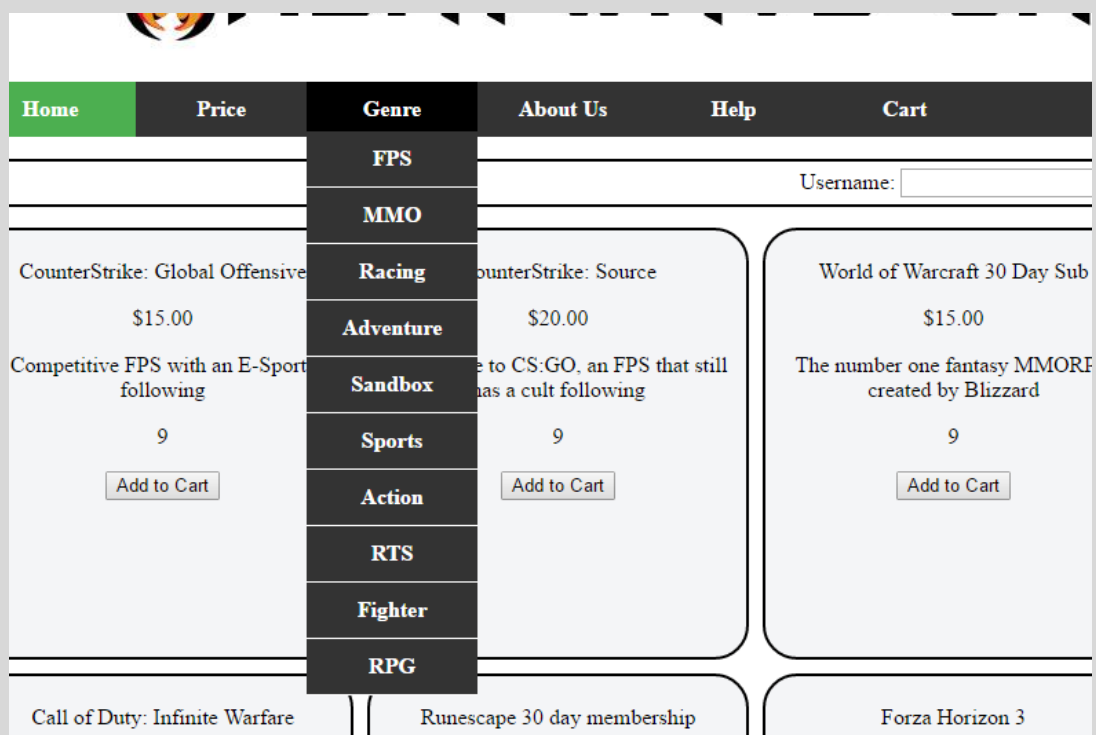 Home Price Genre About Us Help Cart
FPS
Username:
MMO
CounterStrike: Global Offensive Racing ounterStrike: Source World of Warcraft 30 Day Sub
$15.00 $20.00 $15.00
Adventure
Competitive FPS with an E-Sport e to CS:GO, an FPS that still The number one fantasy MMORP
following Sandbox has a cult following created by Blizzard
9 Sports 9 9
Add to Cart Action Add to Cart Add to Cart
RTS
Fighter
RPG
Call of Duty: Infinite Warfare Runescape 30 day membership Forza Horizon 3